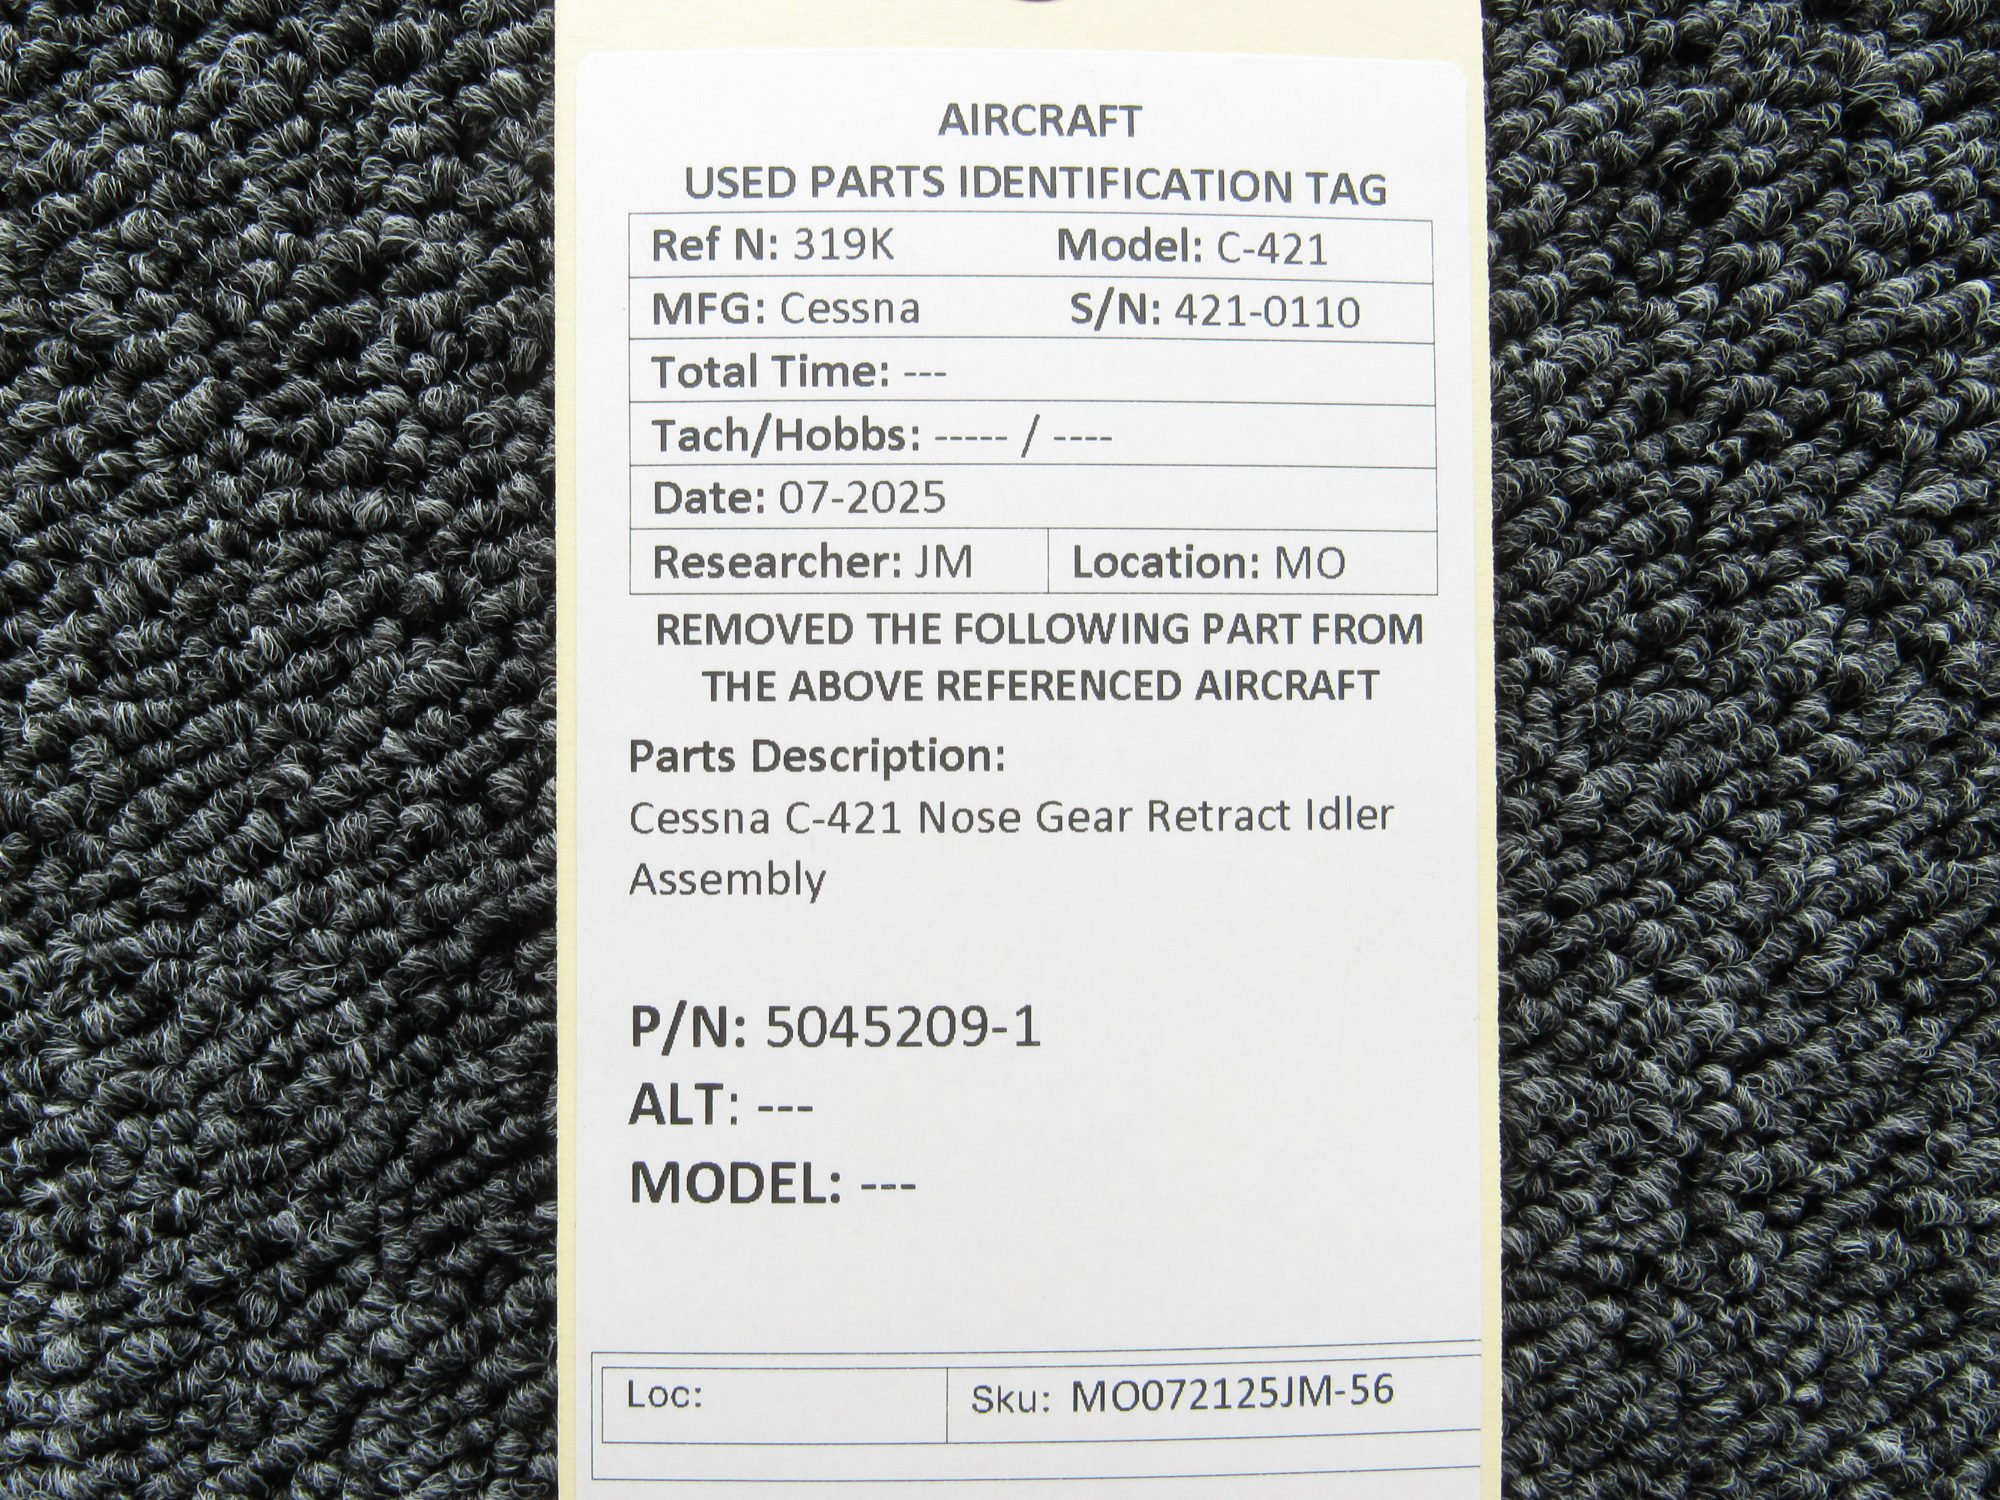 AIRCRAFT
USED PARTS IDENTIFICATION TAG
Ref N: 319K Model: C-421
MFG: Cessna S/N: 421-0110
Total Time: ---
Tach/Hobbs: ----- / ----
Date: 07-2025
Researcher: JM Location: MO
REMOVED THE FOLLOWING PART FROM
THE ABOVE REFERENCED AIRCRAFT
Parts Description:
Cessna C-421 Nose Gear Retract Idler
Assembly
P/N: 5045209-1
ALT: ---
MODEL: ---
Loc: Sku: MO072125JM-56